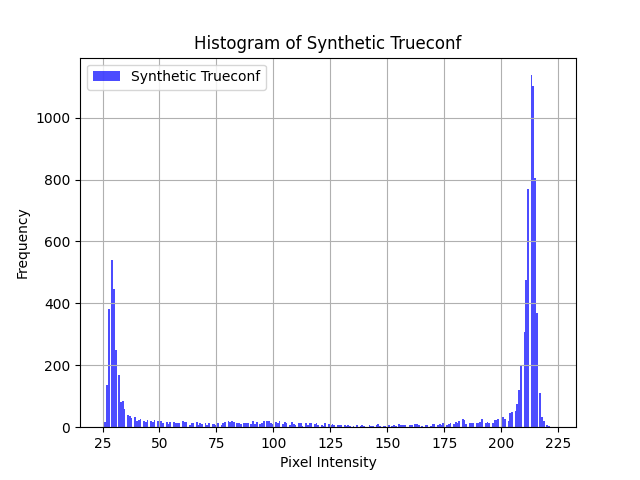 Histogram of Synthetic Trueconf
Synthetic Trueconf
Frequency
1000
800
600
400
200
0
25 50 75 100 125 150 175 200 225
Pixel Intensity